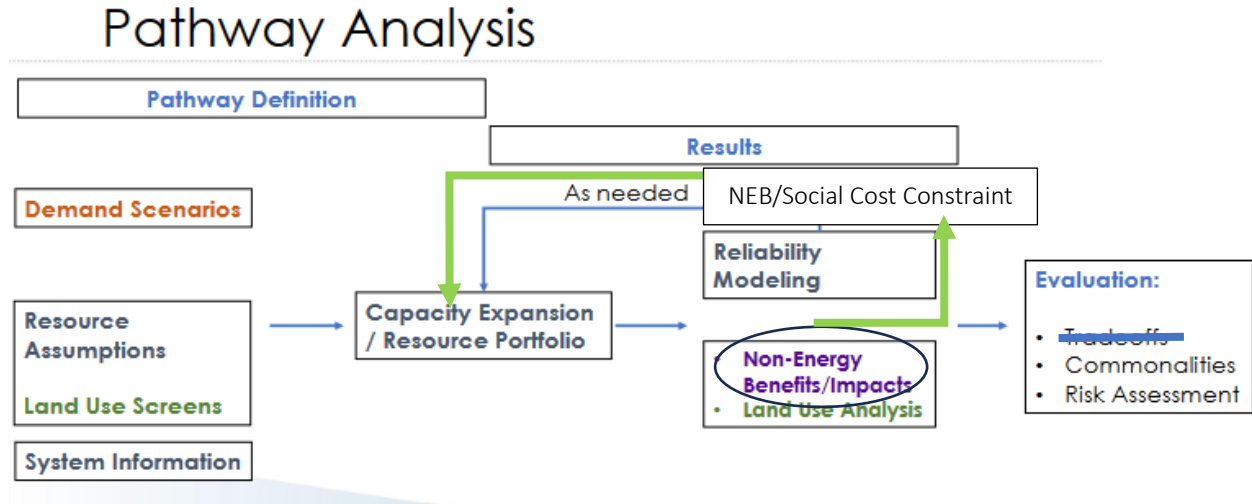 Pathway Analysis
Pathway Definition
Results
As needed
NEB/Social Cost Constraint
Demand Scenarios
Reliability
Modeling
Resource
Assumptions
Land Use Screens
Capacity Expansion
/ Resource Portfolio
• Non-Energy
Benefits/Impacts
• Land Use Analysis
Evaluation:
• Tradeoffs
• Commonalities
• Risk Assessment
System Information